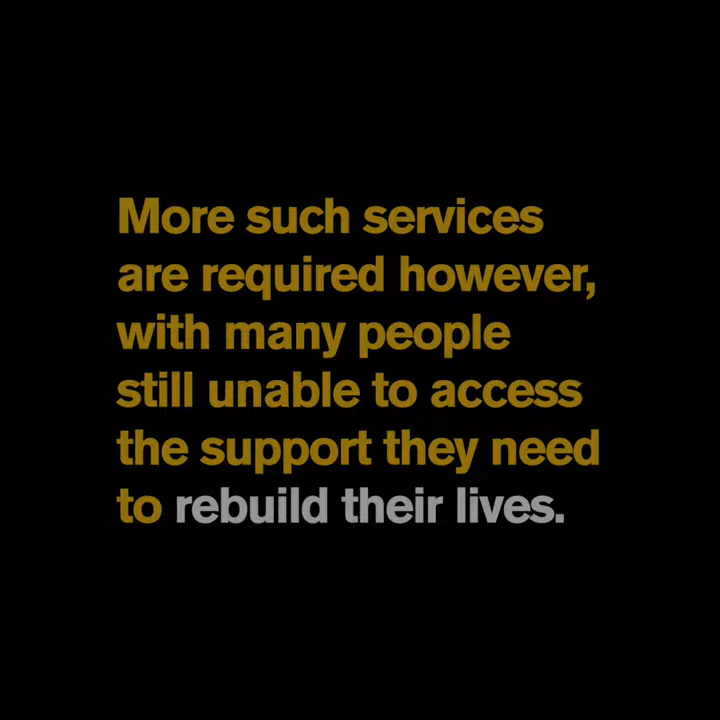 More such services
are required however,
with many people
still unable to access
the support they need
to rebuild their lives.